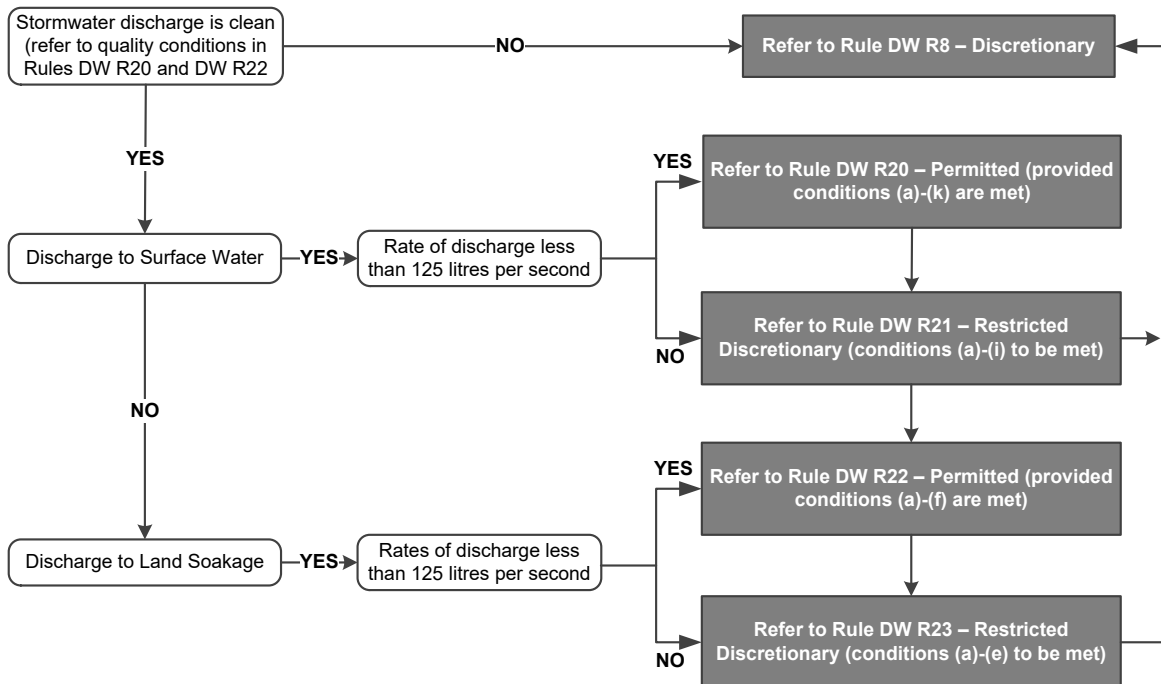 Stormwater discharge is clean
(refer to quality conditions in
Rules DW R20 and DW R22
NO
Refer to Rule DW R8 – Discretionary
YES
YES
Refer to Rule DW R20 – Permitted (provided
conditions (a)-(k) are met)
Discharge to Surface Water
YES
Rate of discharge less
than 125 litres per second
NO
Refer to Rule DW R21 – Restricted
Discretionary (conditions (a)-(i) to be met)
NO
YES
Refer to Rule DW R22 – Permitted (provided
conditions (a)-(f) are met)
Discharge to Land Soakage
YES
Rates of discharge less
than 125 litres per second
NO
Refer to Rule DW R23 – Restricted
Discretionary (conditions (a)-(e) to be met)